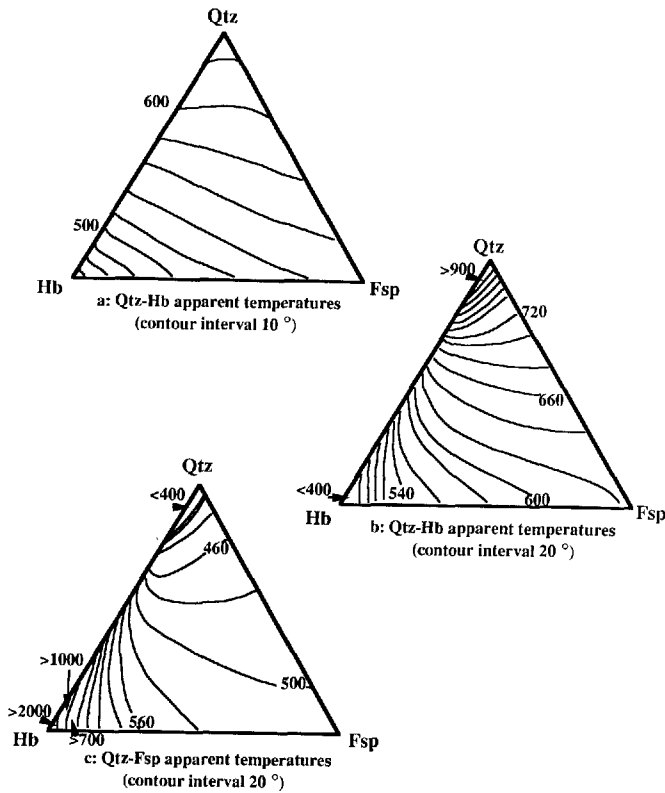 Qtz
600
500
Hb
Fsp
a: Qtz-Hb apparent temperatures
(contour interval 10 °)
Qtz
>900
720
660
<400
540
600
Hb
Fsp
b: Qtz-Hb apparent temperatures
(contour interval 20 °)
Qtz
<400
460
>1000
500
>2000
560
Hb
>700
Fsp
c: Qtz-Fsp apparent temperatures
(contour interval 20 °)